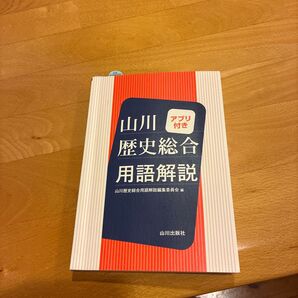 アプリ
付き
山川
歴史総合
用語解説
山川歴史総合用語解説編集委員会 編
山川出版社